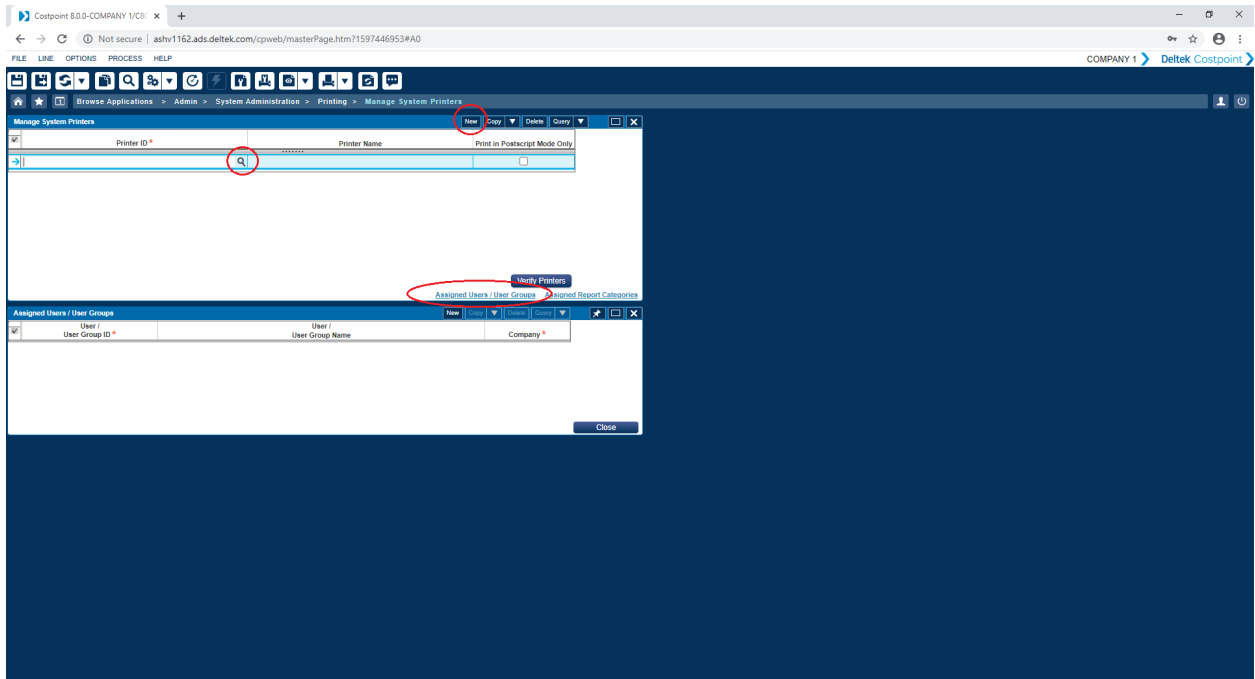 Costpoint 8.0.0-COMPANY 1/C80
Not secure | ashv1162.ads.deltek.com/cpweb/masterPage.htm?1597446953#A0
FILE LINE OPTIONS PROCESS HELP
COMPANY 1 Deltek Costpoint
Browse Applications > Admin > System Administration > Printing > Manage System Printers
Manage System Printers
New Copy Delete Query
Printer ID * Printer Name Print in Postscript Mode Only
Verify Printers
Assigned Users / User Groups Assigned Report Categories
Assigned Users / User Groups
New Copy Delete Query
User / User Group ID *
User / User Group Name
Company *
Close